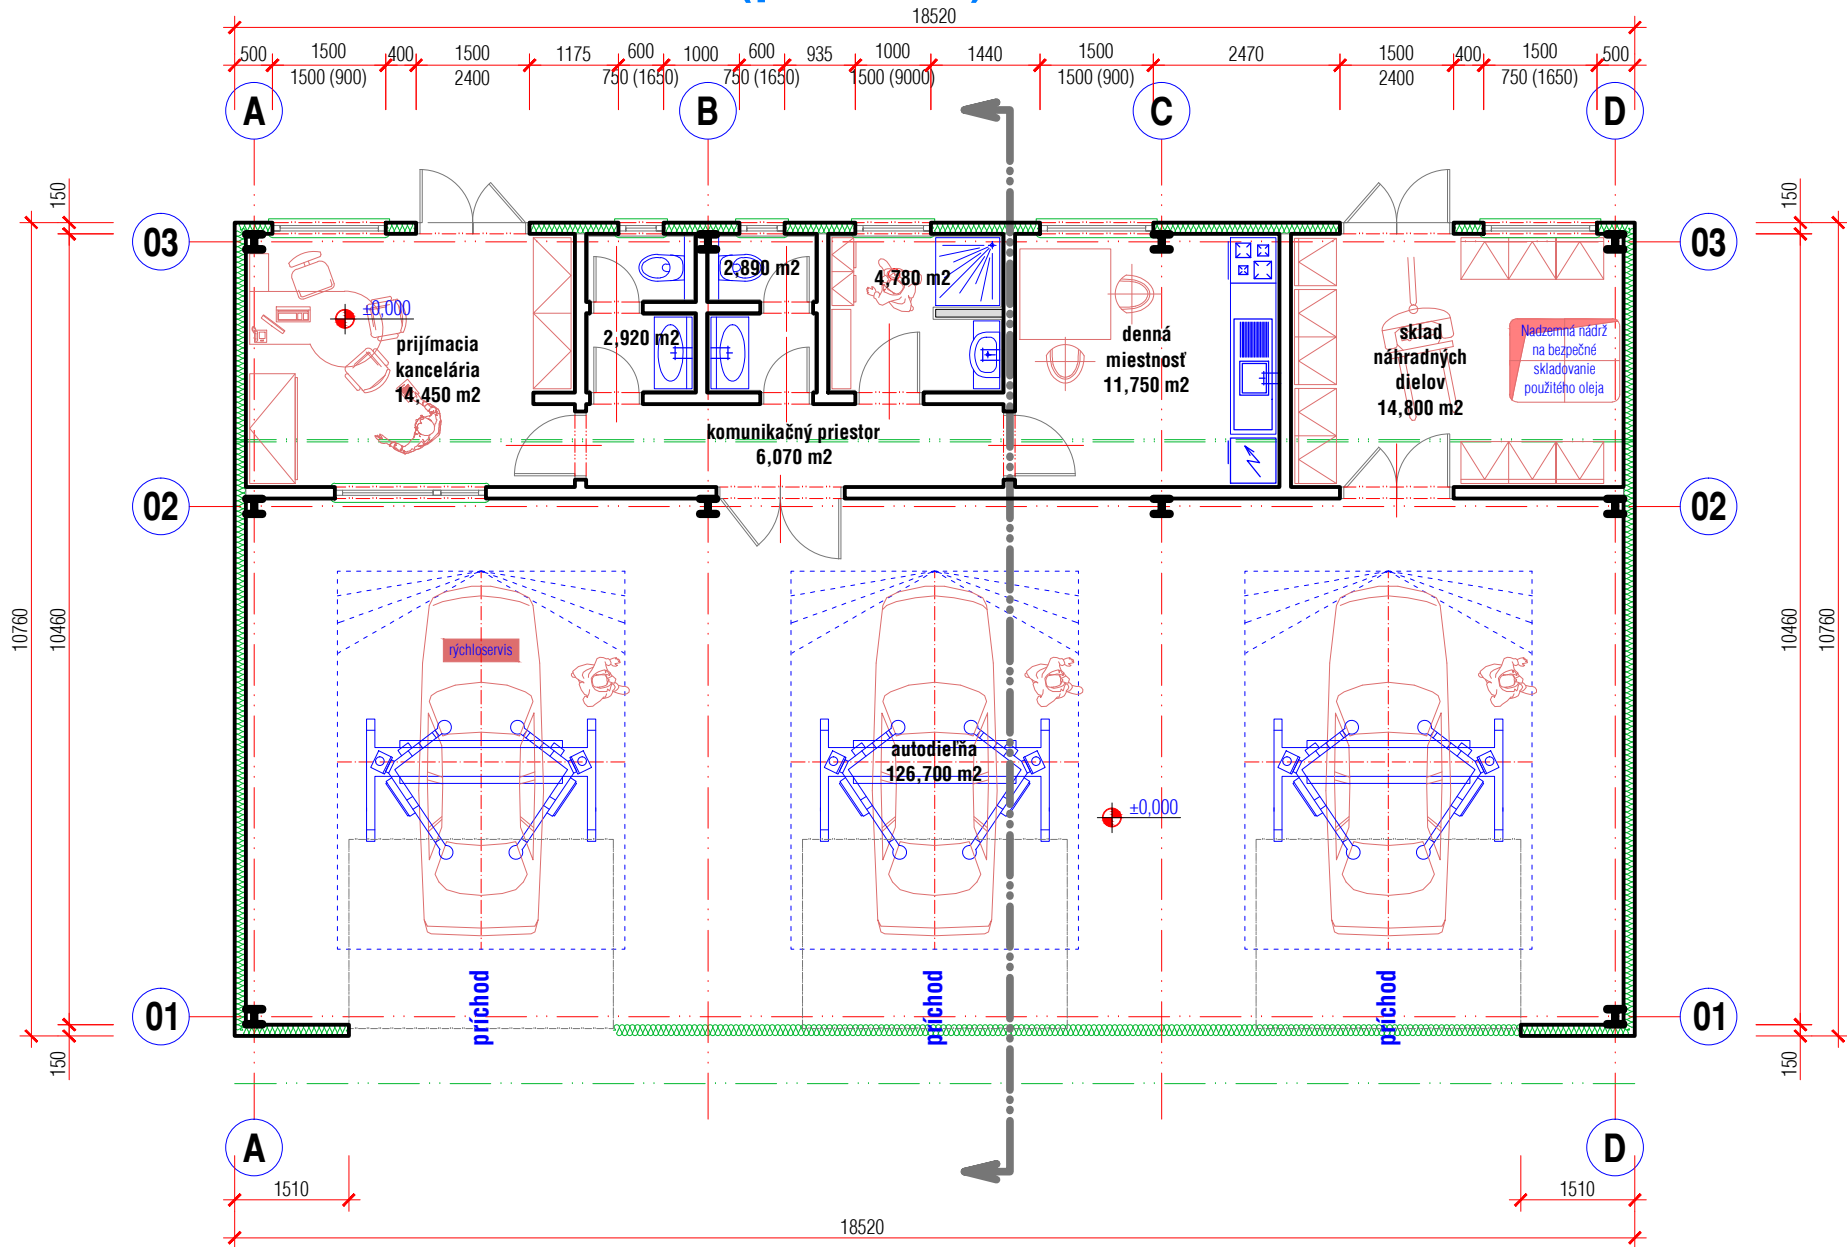 18520
500 1500 400 1500 1175 600 1000 600 935 1000 1440 1500 2470 1500 400 1500 500
1500 (900) 2400 750 (1650) 750 (1650) 1500 (9000) 1500 (900) 2400 750 (1650)
A B C D
150 150
03 03
2,890 m2
4,780 m2
±0,000
prijímacia
kancelária
14,450 m2
2,920 m2
denná
miestnosť
11,750 m2
sklad
náhradných
dielov
14,800 m2
Nadzemná nádrž
na bezpečné
skladovanie
použitého oleja
komunikačný priestor
6,070 m2
02 02
10760 10460 10460 10760
rýchloservis
autodielňa
126,700 m2
±0,000
príchod príchod príchod
01 01
150 150
A D
1510 1510
18520